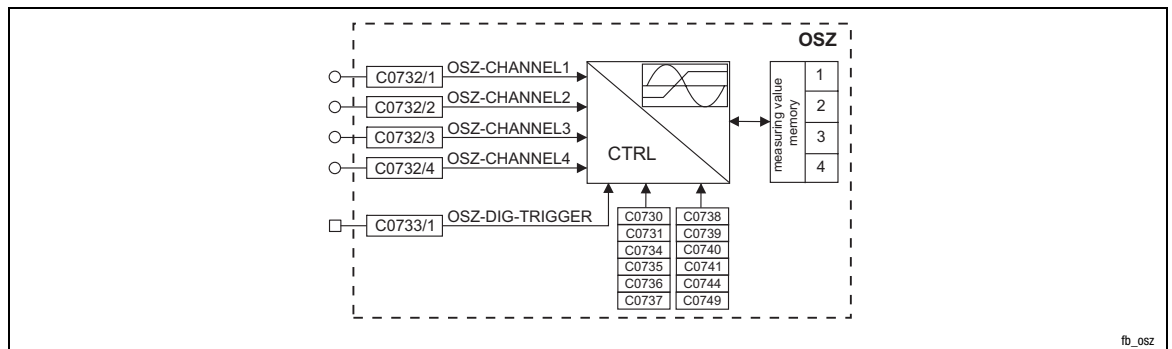 OSZ
C0732/1 OSZ-CHANNEL1
C0732/2 OSZ-CHANNEL2
C0732/3 OSZ-CHANNEL3
C0732/4 OSZ-CHANNEL4
CTRL
measuring value
memory
1
2
3
4
C0733/1 OSZ-DIG-TRIGGER
C0730 C0738
C0731 C0739
C0734 C0740
C0735 C0741
C0736 C0744
C0737 C0749
fb_osz